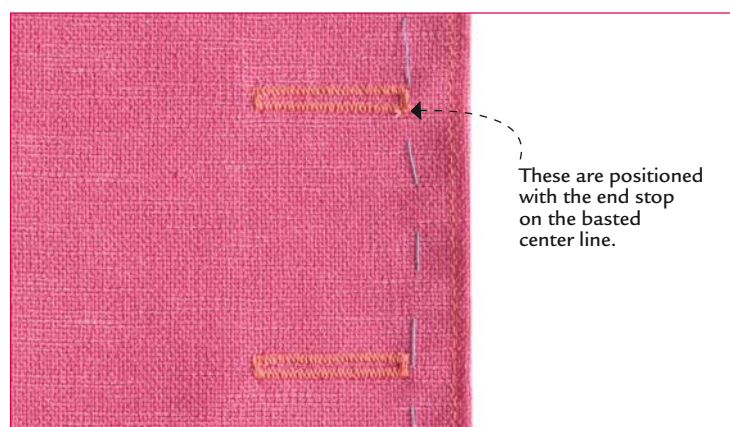 These are positioned
with the end stop
on the basted
center line.